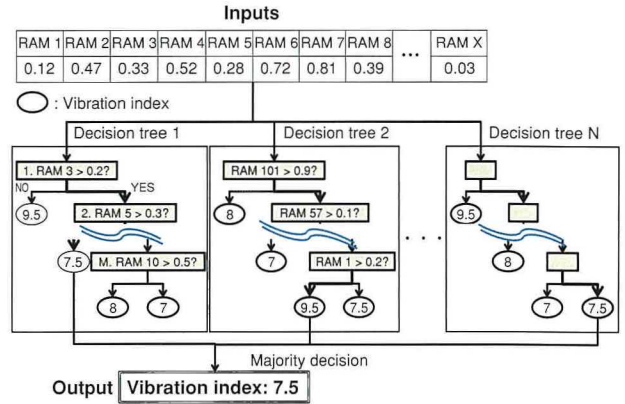 Inputs
RAM 1 RAM 2 RAM 3 RAM 4 RAM 5 RAM 6 RAM 7 RAM 8 ... RAM X
0.12 0.47 0.33 0.52 0.28 0.72 0.81 0.39 0.03
: Vibration index
Decision tree 1 Decision tree 2 Decision tree N
1. RAM 3 > 0.2? RAM 101 > 0.9?
NO YES
9.5 2. RAM 5 > 0.3? 8 RAM 57 > 0.1? 9.5
7.5 M. RAM 10 > 0.5? 7 RAM 1 > 0.2? . . . 8
8 7 9.5 7.5 7 7.5
Majority decision
Output Vibration index: 7.5